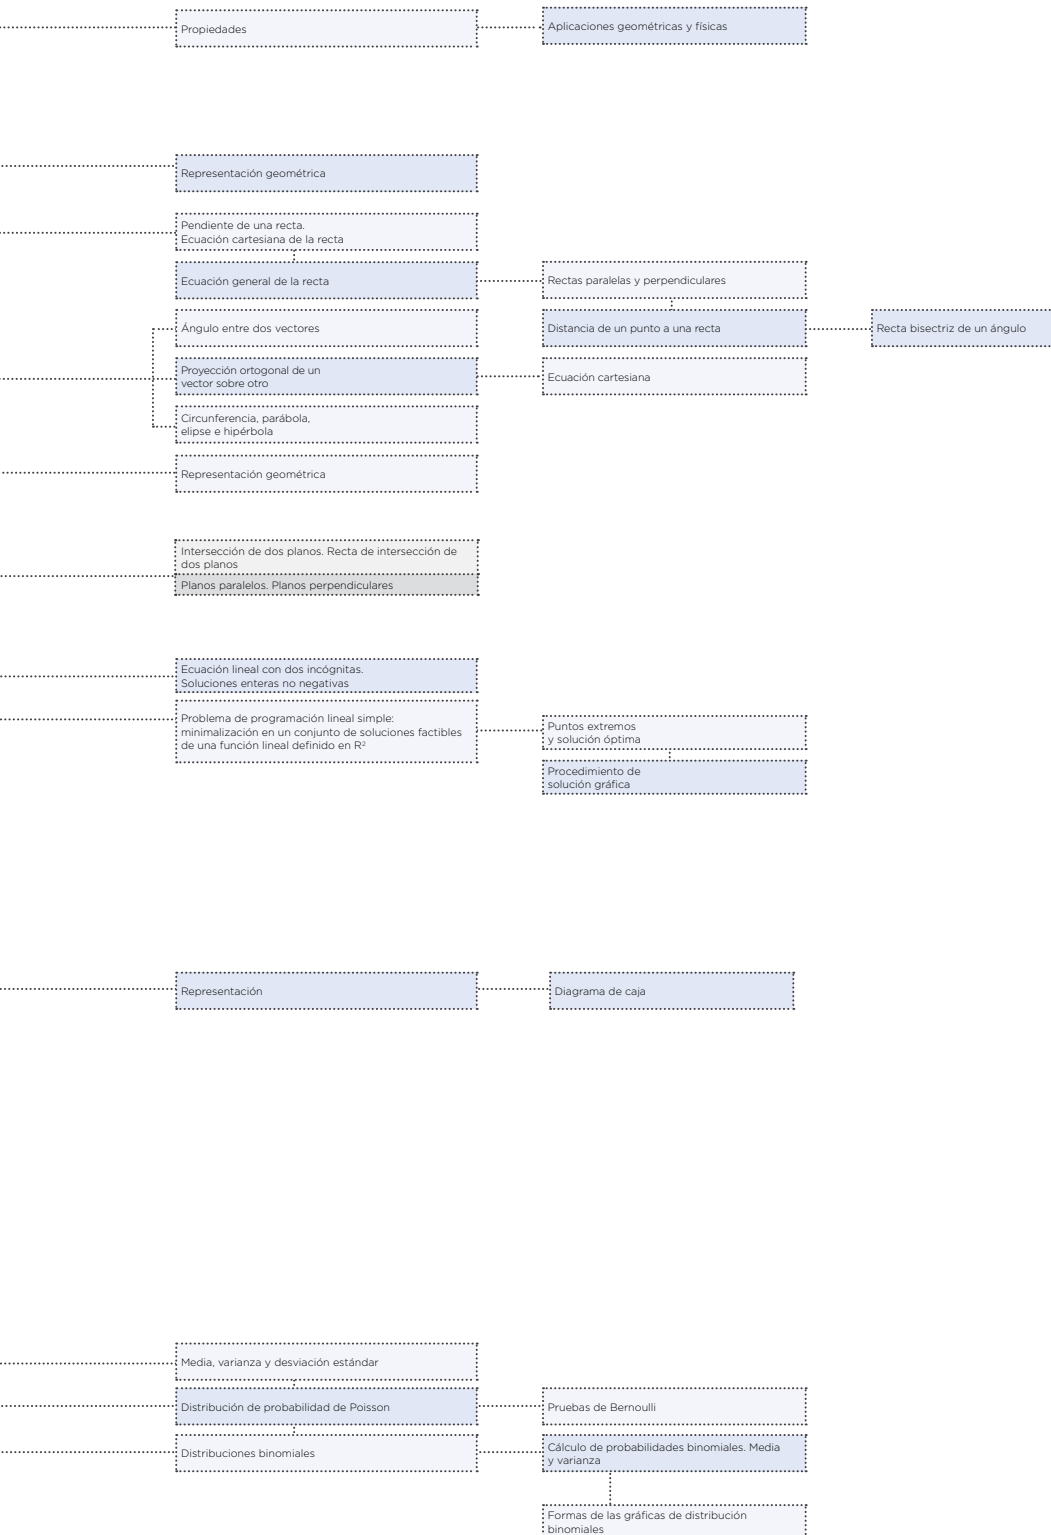 Propiedades
Aplicaciones geométricas y físicas
Representación geométrica
Pendiente de una recta.
Ecuación cartesiana de la recta
Ecuación general de la recta
Rectas paralelas y perpendiculares
Ángulo entre dos vectores
Distancia de un punto a una recta
Recta bisectriz de un ángulo
Proyección ortogonal de un
vector sobre otro
Ecuación cartesiana
Circunferencia, parábola,
elipse e hipérbola
Representación geométrica
Intersección de dos planos. Recta de intersección de
dos planos
Planos paralelos. Planos perpendiculares
Ecuación lineal con dos incógnitas.
Soluciones enteras no negativas
Problema de programación lineal simple:
minimalización en un conjunto de soluciones factibles
de una función lineal definido en R²
Puntos extremos
y solución óptima
Procedimiento de
solución gráfica
Representación
Diagrama de caja
Media, varianza y desviación estándar
Distribución de probabilidad de Poisson
Pruebas de Bernoulli
Distribuciones binomiales
Cálculo de probabilidades binomiales. Media
y varianza
Formas de las gráficas de distribución
binomiales